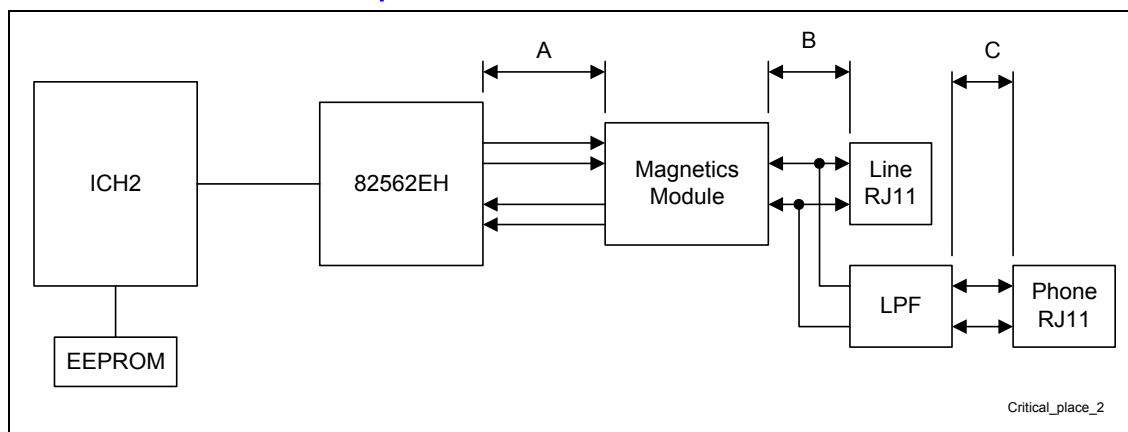 A
B
C
ICH2
82562EH
Magnetics
Module
Line
RJ11
LPF
Phone
RJ11
EEPROM
Critical_place_2